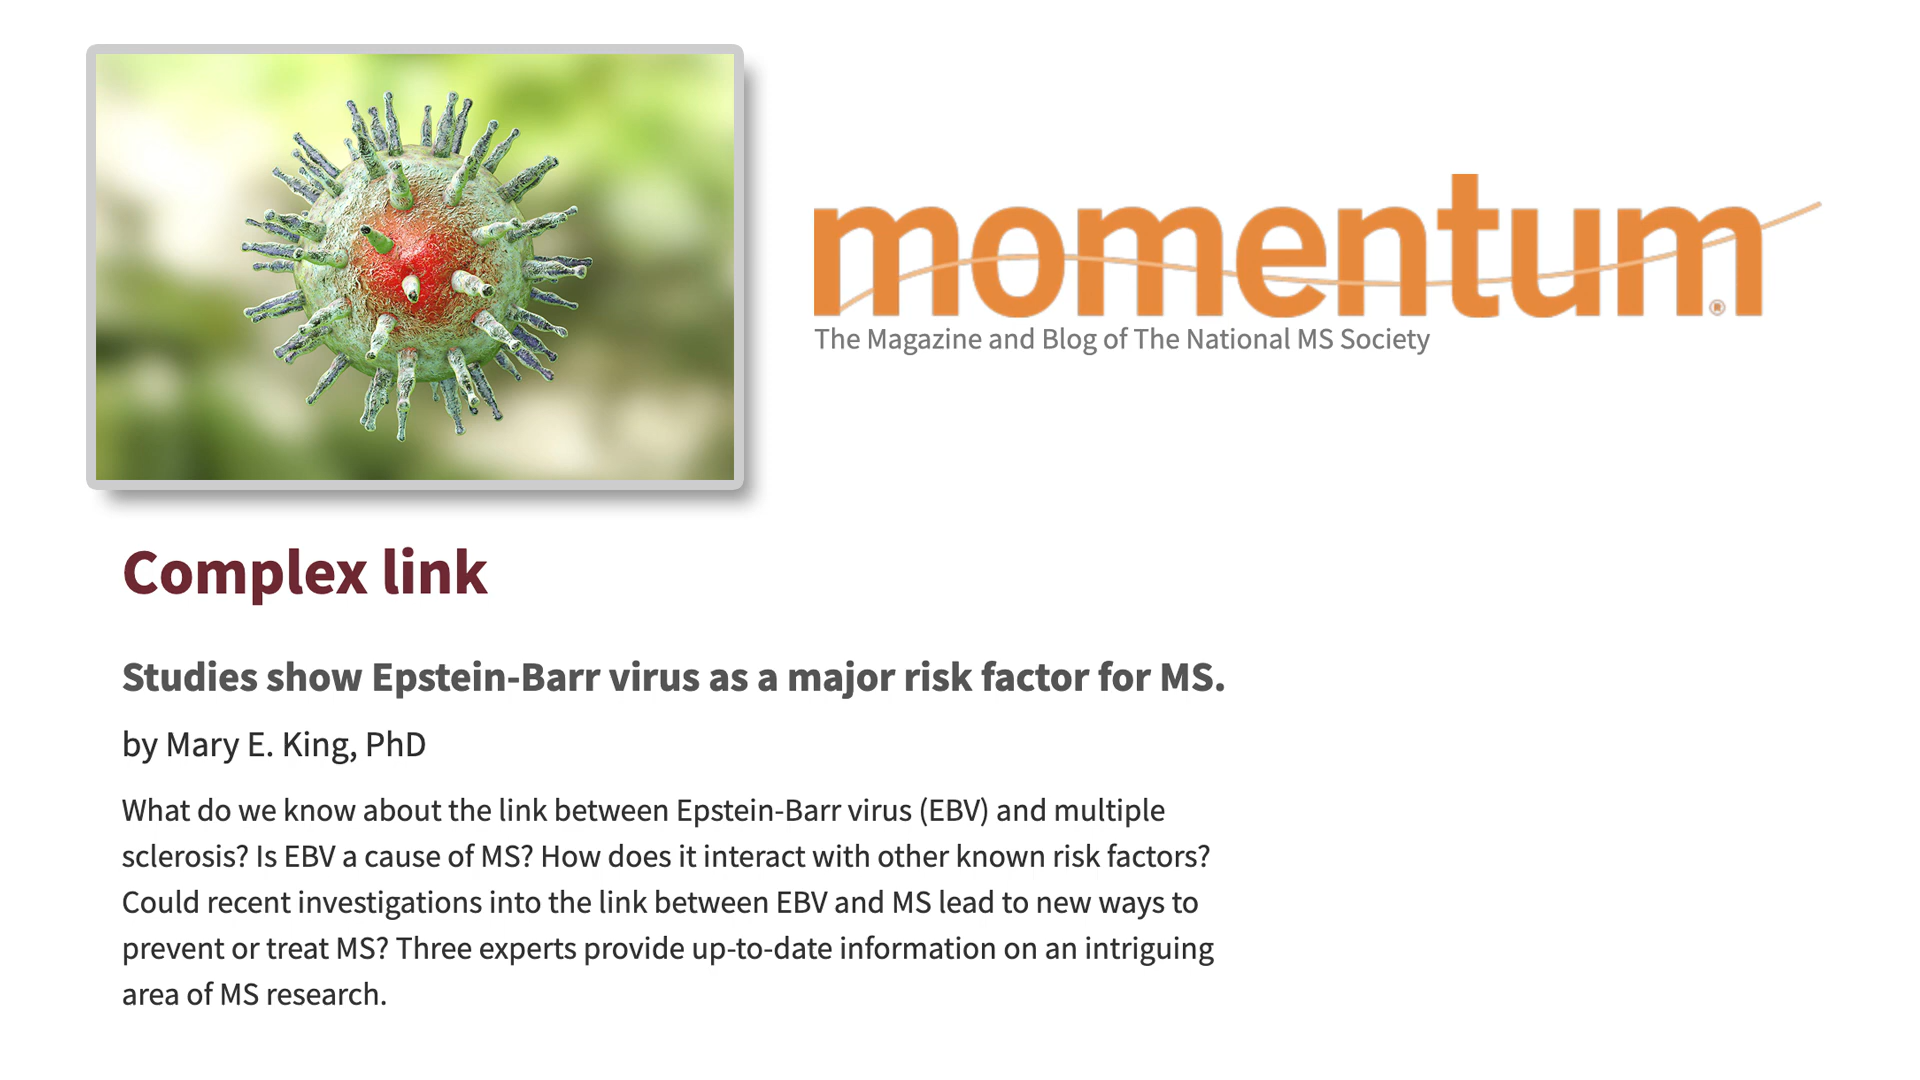 momentum®
The Magazine and Blog of The National MS Society
Complex link
Studies show Epstein-Barr virus as a major risk factor for MS.
by Mary E. King, PhD
What do we know about the link between Epstein-Barr virus (EBV) and multiple
sclerosis? Is EBV a cause of MS? How does it interact with other known risk factors?
Could recent investigations into the link between EBV and MS lead to new ways to
prevent or treat MS? Three experts provide up-to-date information on an intriguing
area of MS research.